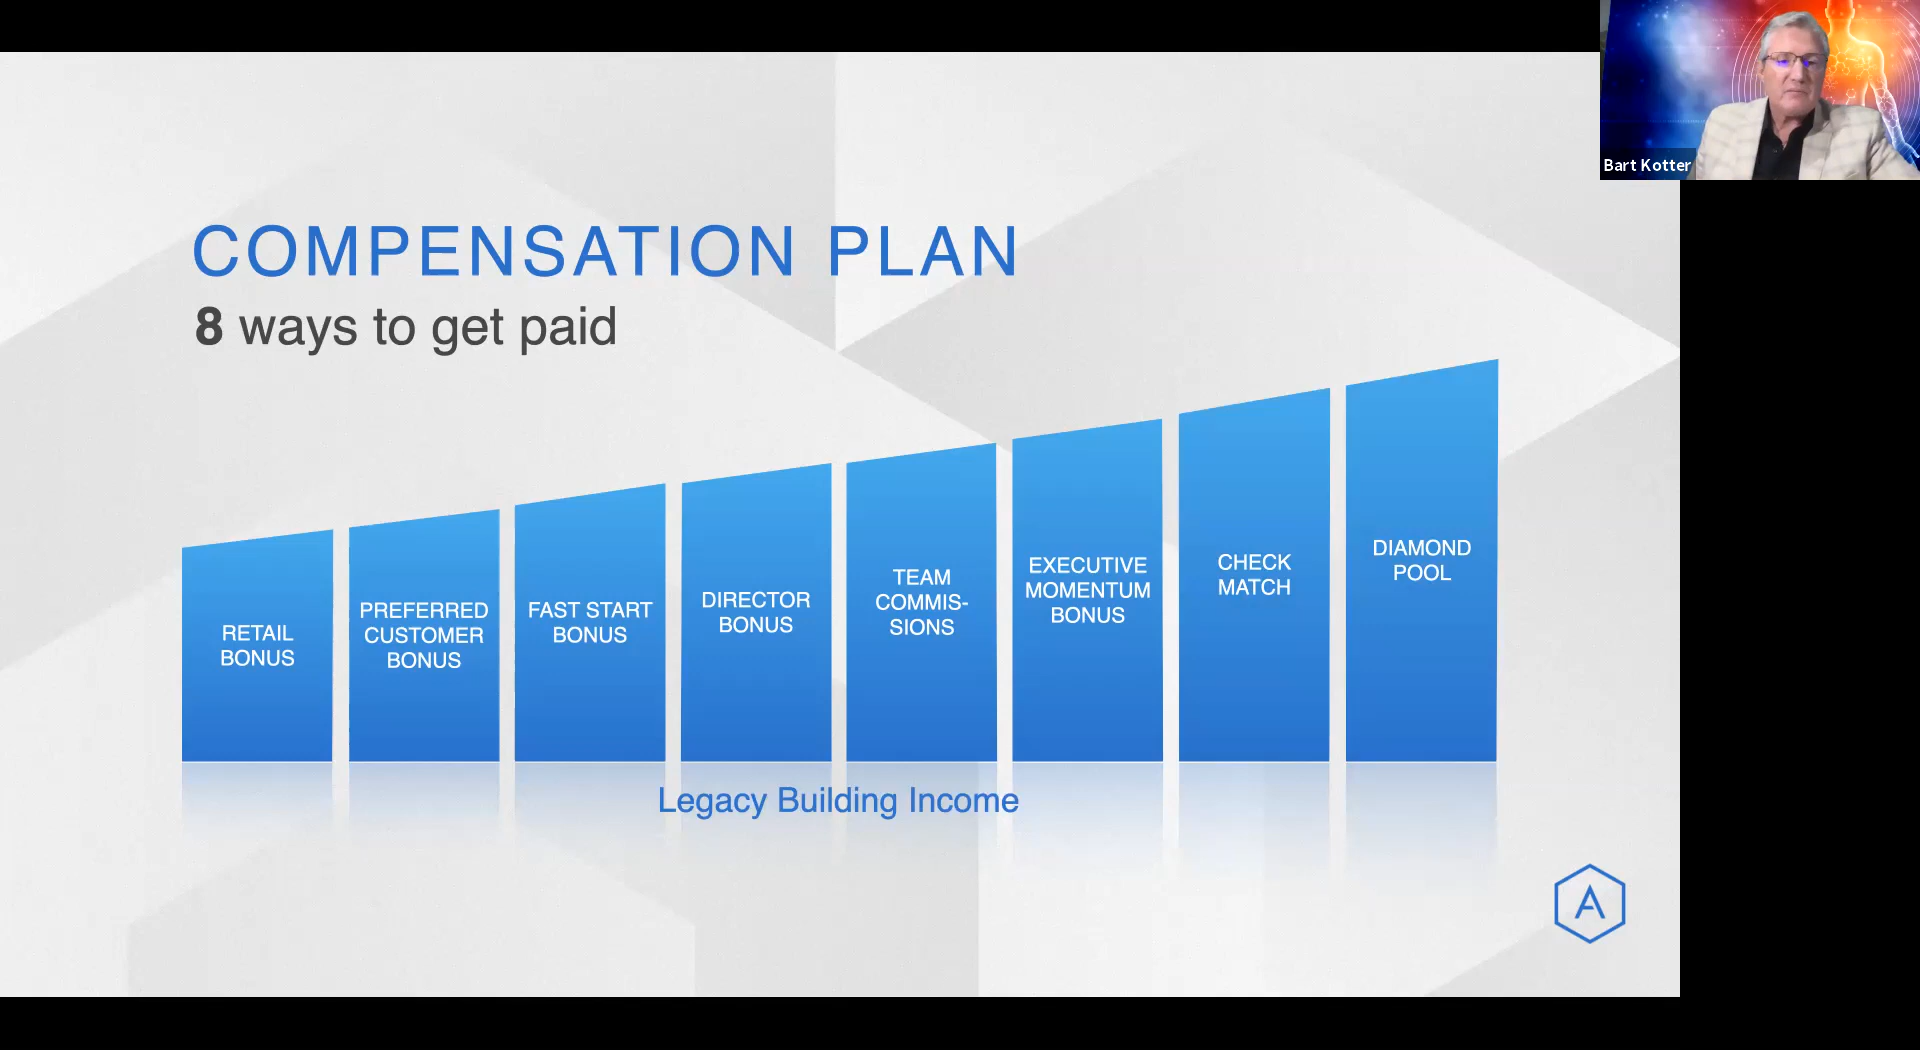 Bart Kotter
COMPENSATION PLAN
8 ways to get paid
RETAIL
BONUS
PREFERRED
CUSTOMER
BONUS
FAST START
BONUS
DIRECTOR
BONUS
TEAM
COMMIS-
SIONS
EXECUTIVE
MOMENTUM
BONUS
CHECK
MATCH
DIAMOND
POOL
Legacy Building Income
A